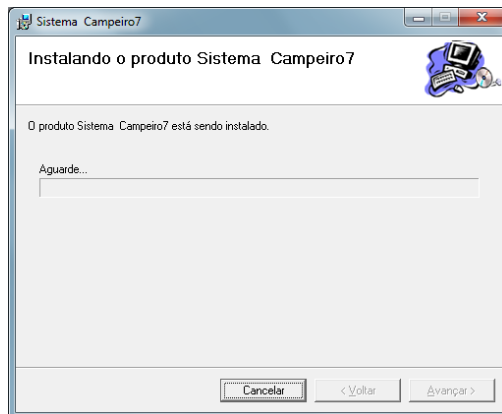 Sistema Campeiro7
Instalando o produto Sistema Campeiro7
O produto Sistema Campeiro7 está sendo instalado.
Aguarde...
Cancelar
< Voltar
Avançar >